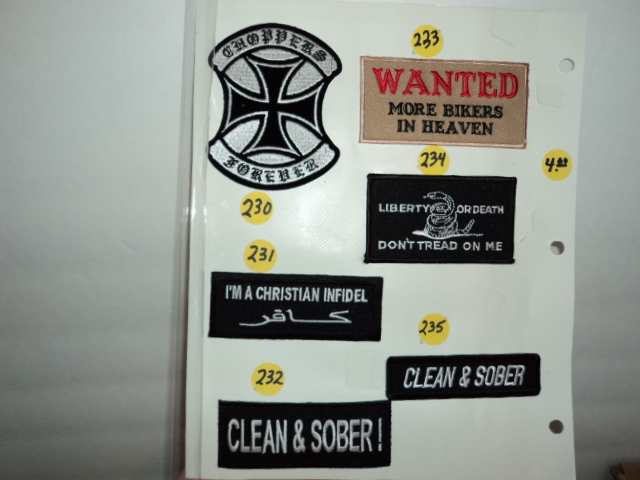 CHOPPERS
FOREVER
230
233
WANTED
MORE BIKERS
IN HEAVEN
234
4.00
LIBERTY OR DEATH
DON'T TREAD ON ME
231
I'M A CHRISTIAN INFIDEL
كافر
235
CLEAN & SOBER
232
CLEAN & SOBER!